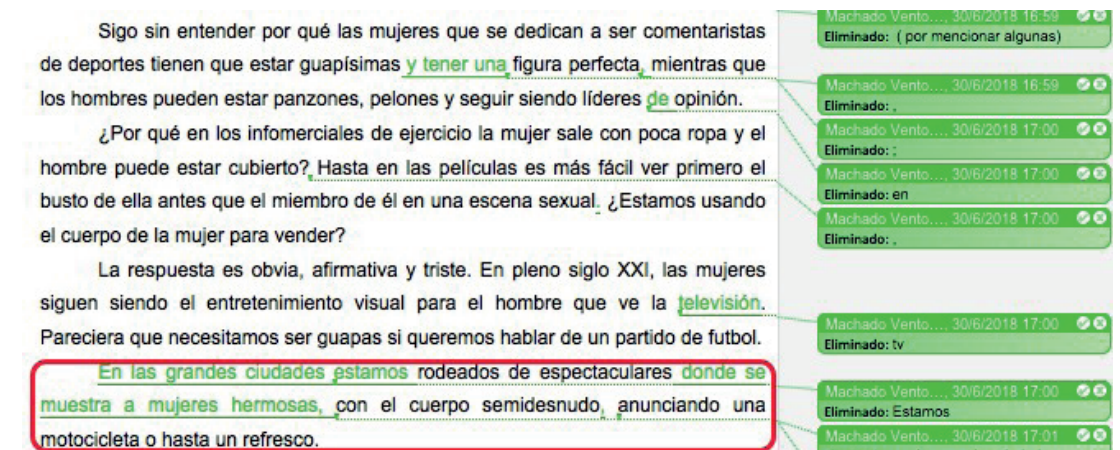 Sigo sin entender por qué las mujeres que se dedican a ser comentaristas
de deportes tienen que estar guapísimas y tener una figura perfecta, mientras que
los hombres pueden estar panzones, pelones y seguir siendo líderes de opinión.
¿Por qué en los infomerciales de ejercicio la mujer sale con poca ropa y el
hombre puede estar cubierto? Hasta en las películas es más fácil ver primero el
busto de ella antes que el miembro de él en una escena sexual. ¿Estamos usando
el cuerpo de la mujer para vender?
La respuesta es obvia, afirmativa y triste. En pleno siglo XXI, las mujeres
siguen siendo el entretenimiento visual para el hombre que ve la televisión.
Pareciera que necesitamos ser guapas si queremos hablar de un partido de futbol.
En las grandes ciudades estamos rodeados de espectaculares donde se
muestra a mujeres hermosas, con el cuerpo semidesnudo, anunciando una
motocicleta o hasta un refresco.
Machado Vento..., 30/6/2018 16:59
Eliminado: ( por mencionar algunas)
Machado Vento..., 30/6/2018 16:59
Eliminado: ,
Machado Vento..., 30/6/2018 17:00
Eliminado: ;
Machado Vento..., 30/6/2018 17:00
Eliminado: en
Machado Vento..., 30/6/2018 17:00
Eliminado: ,
Machado Vento..., 30/6/2018 17:00
Eliminado: tv
Machado Vento..., 30/6/2018 17:00
Eliminado: Estamos
Machado Vento..., 30/6/2018 17:01